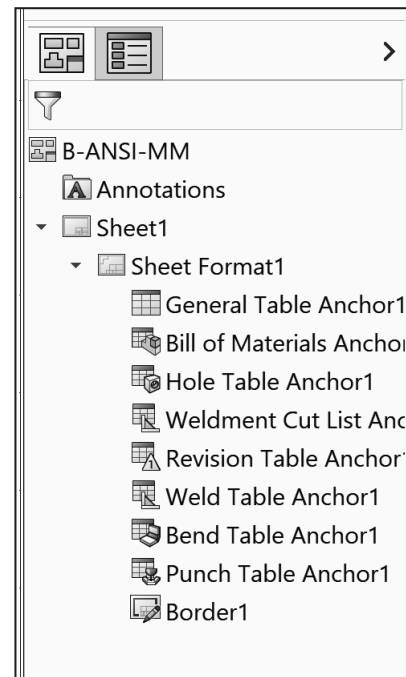 B-ANSI-MM
Annotations
Sheet1
Sheet Format1
General Table Anchor1
Bill of Materials Anchor
Hole Table Anchor1
Weldment Cut List Anc
Revision Table Anchor1
Weld Table Anchor1
Bend Table Anchor1
Punch Table Anchor1
Border1